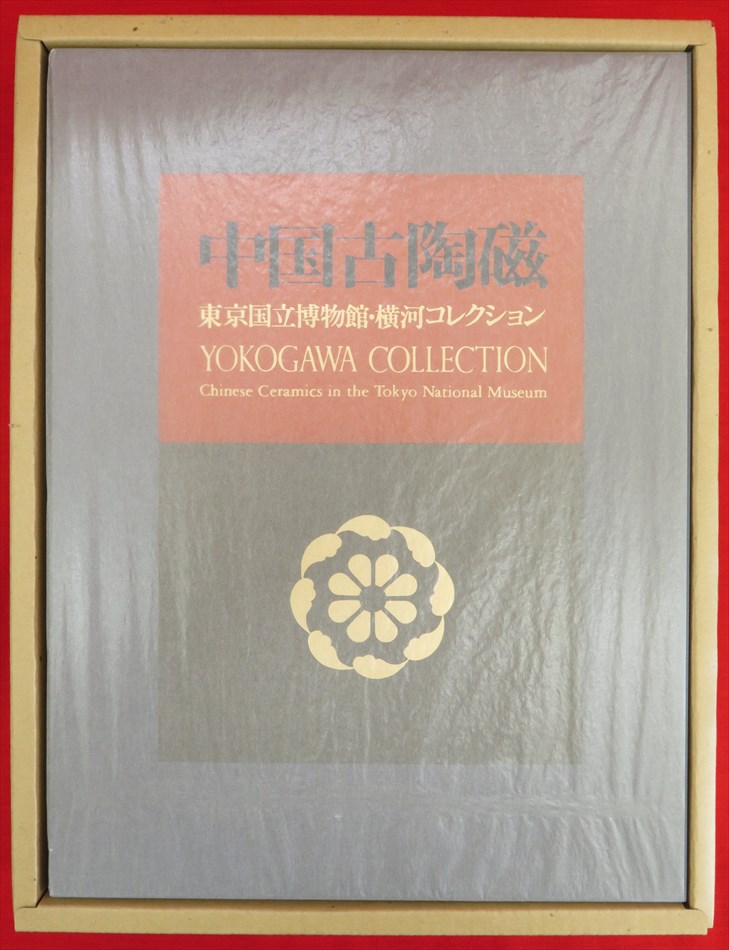 中国古陶磁
東京国立博物館・横河コレクション
YOKOGAWA COLLECTION
Chinese Ceramics in the Tokyo National Museum